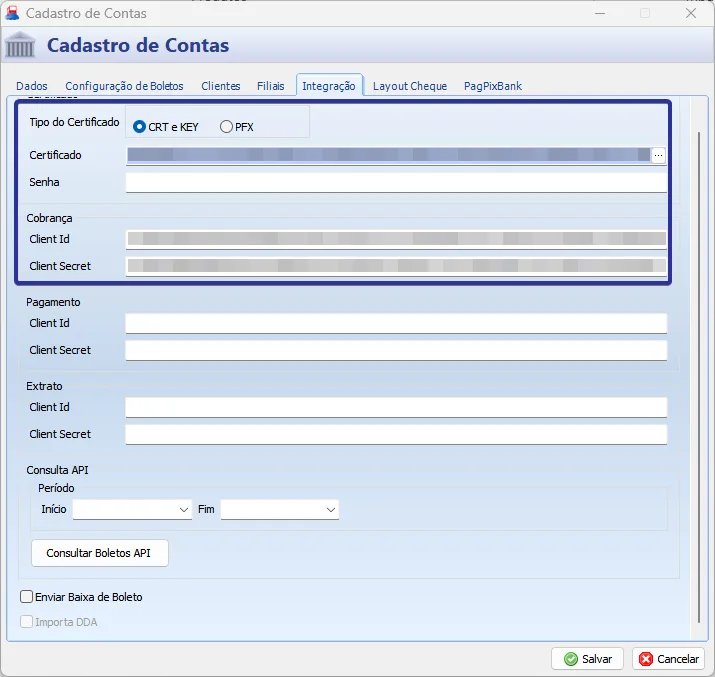 Cadastro de Contas
Cadastro de Contas
Dados Configuração de Boletos Clientes Filiais Integração Layout Cheque PagPixBank
Tipo do Certificado CRT e KEY PFX
Certificado ...
Senha
Cobrança
Client Id
Client Secret
Pagamento
Client Id
Client Secret
Extrato
Client Id
Client Secret
Consulta API
Período
Início Fim
Consultar Boletos API
Enviar Baixa de Boleto
Importa DDA
Salvar Cancelar